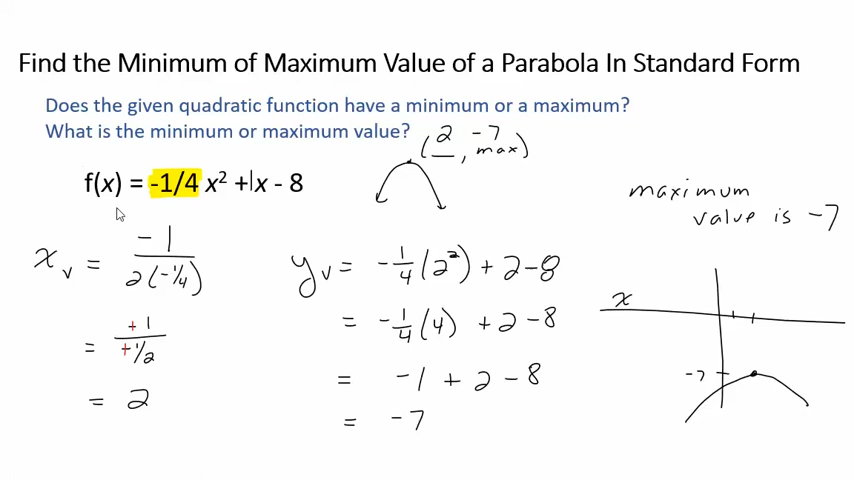 Find the Minimum of Maximum Value of a Parabola In Standard Form
Does the given quadratic function have a minimum or a maximum?
What is the minimum or maximum value?
2 -7
( __ , max )
f(x) = -1/4 x² +1x - 8
maximum
value is -7
x_v = -1 / 2(-1/4)
= +1 / +1/2
= 2
y_v = -1/4(2²) + 2-8
= -1/4(4) + 2-8
= -1 + 2 - 8
= -7
x
-7